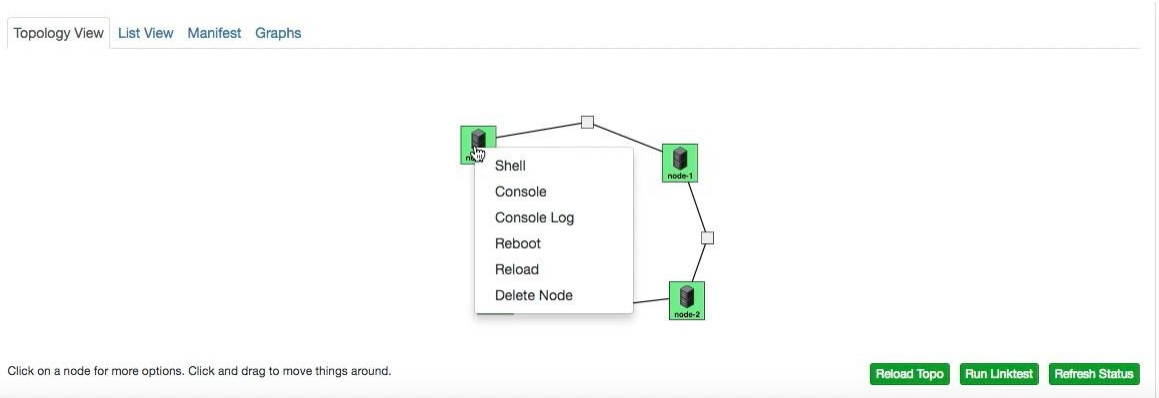 Topology View List View Manifest Graphs
Shell
node-1
Console
Console Log
Reboot
Reload
Delete Node
node-2
Click on a node for more options. Click and drag to move things around.
Reload Topo Run Linktest Refresh Status